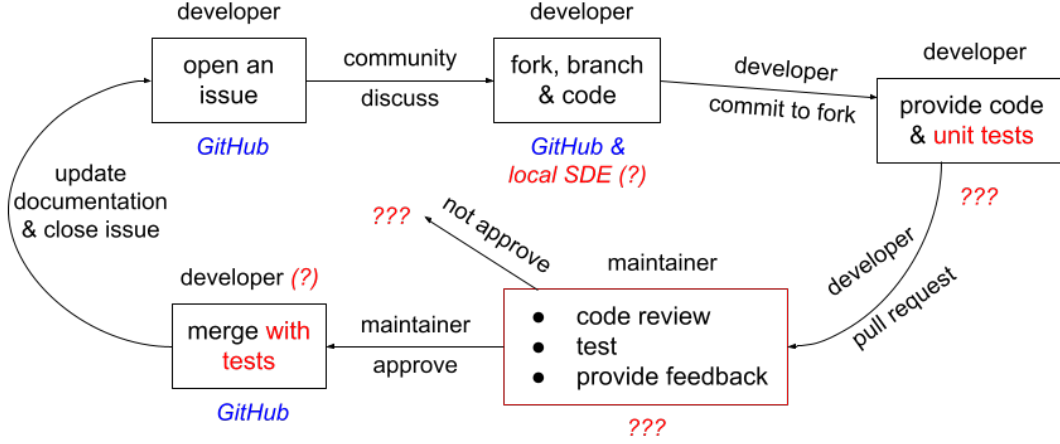 developer
open an
issue
GitHub
community
discuss
developer
fork, branch
& code
GitHub &
local SDE (?)
developer
commit to fork
developer
provide code
& unit tests
???
developer
pull request
maintainer
● code review
● test
● provide feedback
???
not approve
???
maintainer
approve
developer (?)
merge with
tests
GitHub
update
documentation
& close issue